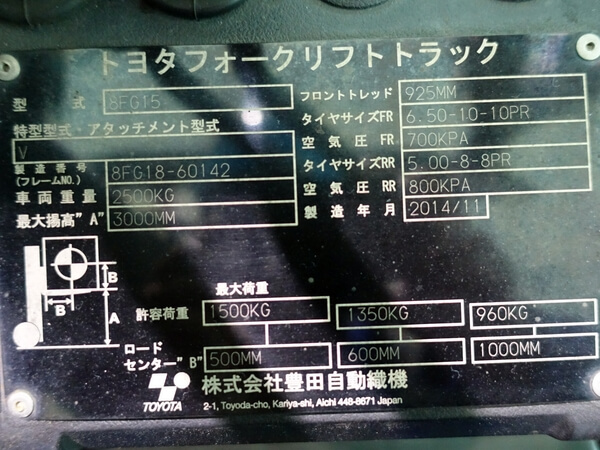 トヨタフォークリフトトラック
型 式 8FG15
特型型式・アタッチメント型式
V
製造番号 8FG18-60142
(フレームNO.)
車両重量 2500KG
最大揚高"A" 3000MM
フロントトレッド 925MM
タイヤサイズFR 6.50-10-10PR
空気圧 FR 700KPA
タイヤサイズRR 5.00-8-8PR
空気圧 RR 800KPA
製造年月 2014/11
B
B
A
最大荷重
許容荷重 1500KG 1350KG 960KG
ロード
センター"B" 500MM 600MM 1000MM
TOYOTA
株式会社豊田自動織機
2-1, Toyoda-cho, Kariya-shi, Aichi 448-8671 Japan